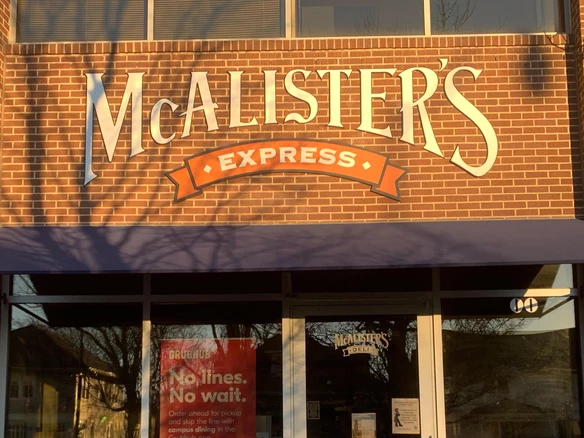 McALISTER'S
EXPRESS
GRUBHUB
No lines.
No wait.
Order ahead for pickup
and skip the line with
campus dining in the
McALISTER'S
DELI